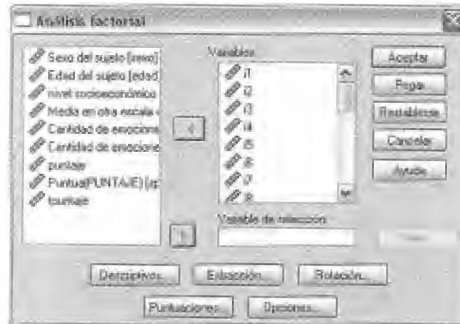 Análisis factorial
Sexo del sujeto [sexo]
Edad del sujeto [edad]
nivel socioeconómico
Media en otra escala
Cantidad de emocione
Cantidad de emocione
puntaje
Puntua(PUNTAJE)
tpuntaje
Variables
i1
i2
i3
i4
i5
i6
i7
i8
Variable de selección
Aceptar
Pegar
Restablecer
Cancelar
Ayuda
Descriptivos...
Extracción...
Rotación...
Puntuaciones...
Opciones...